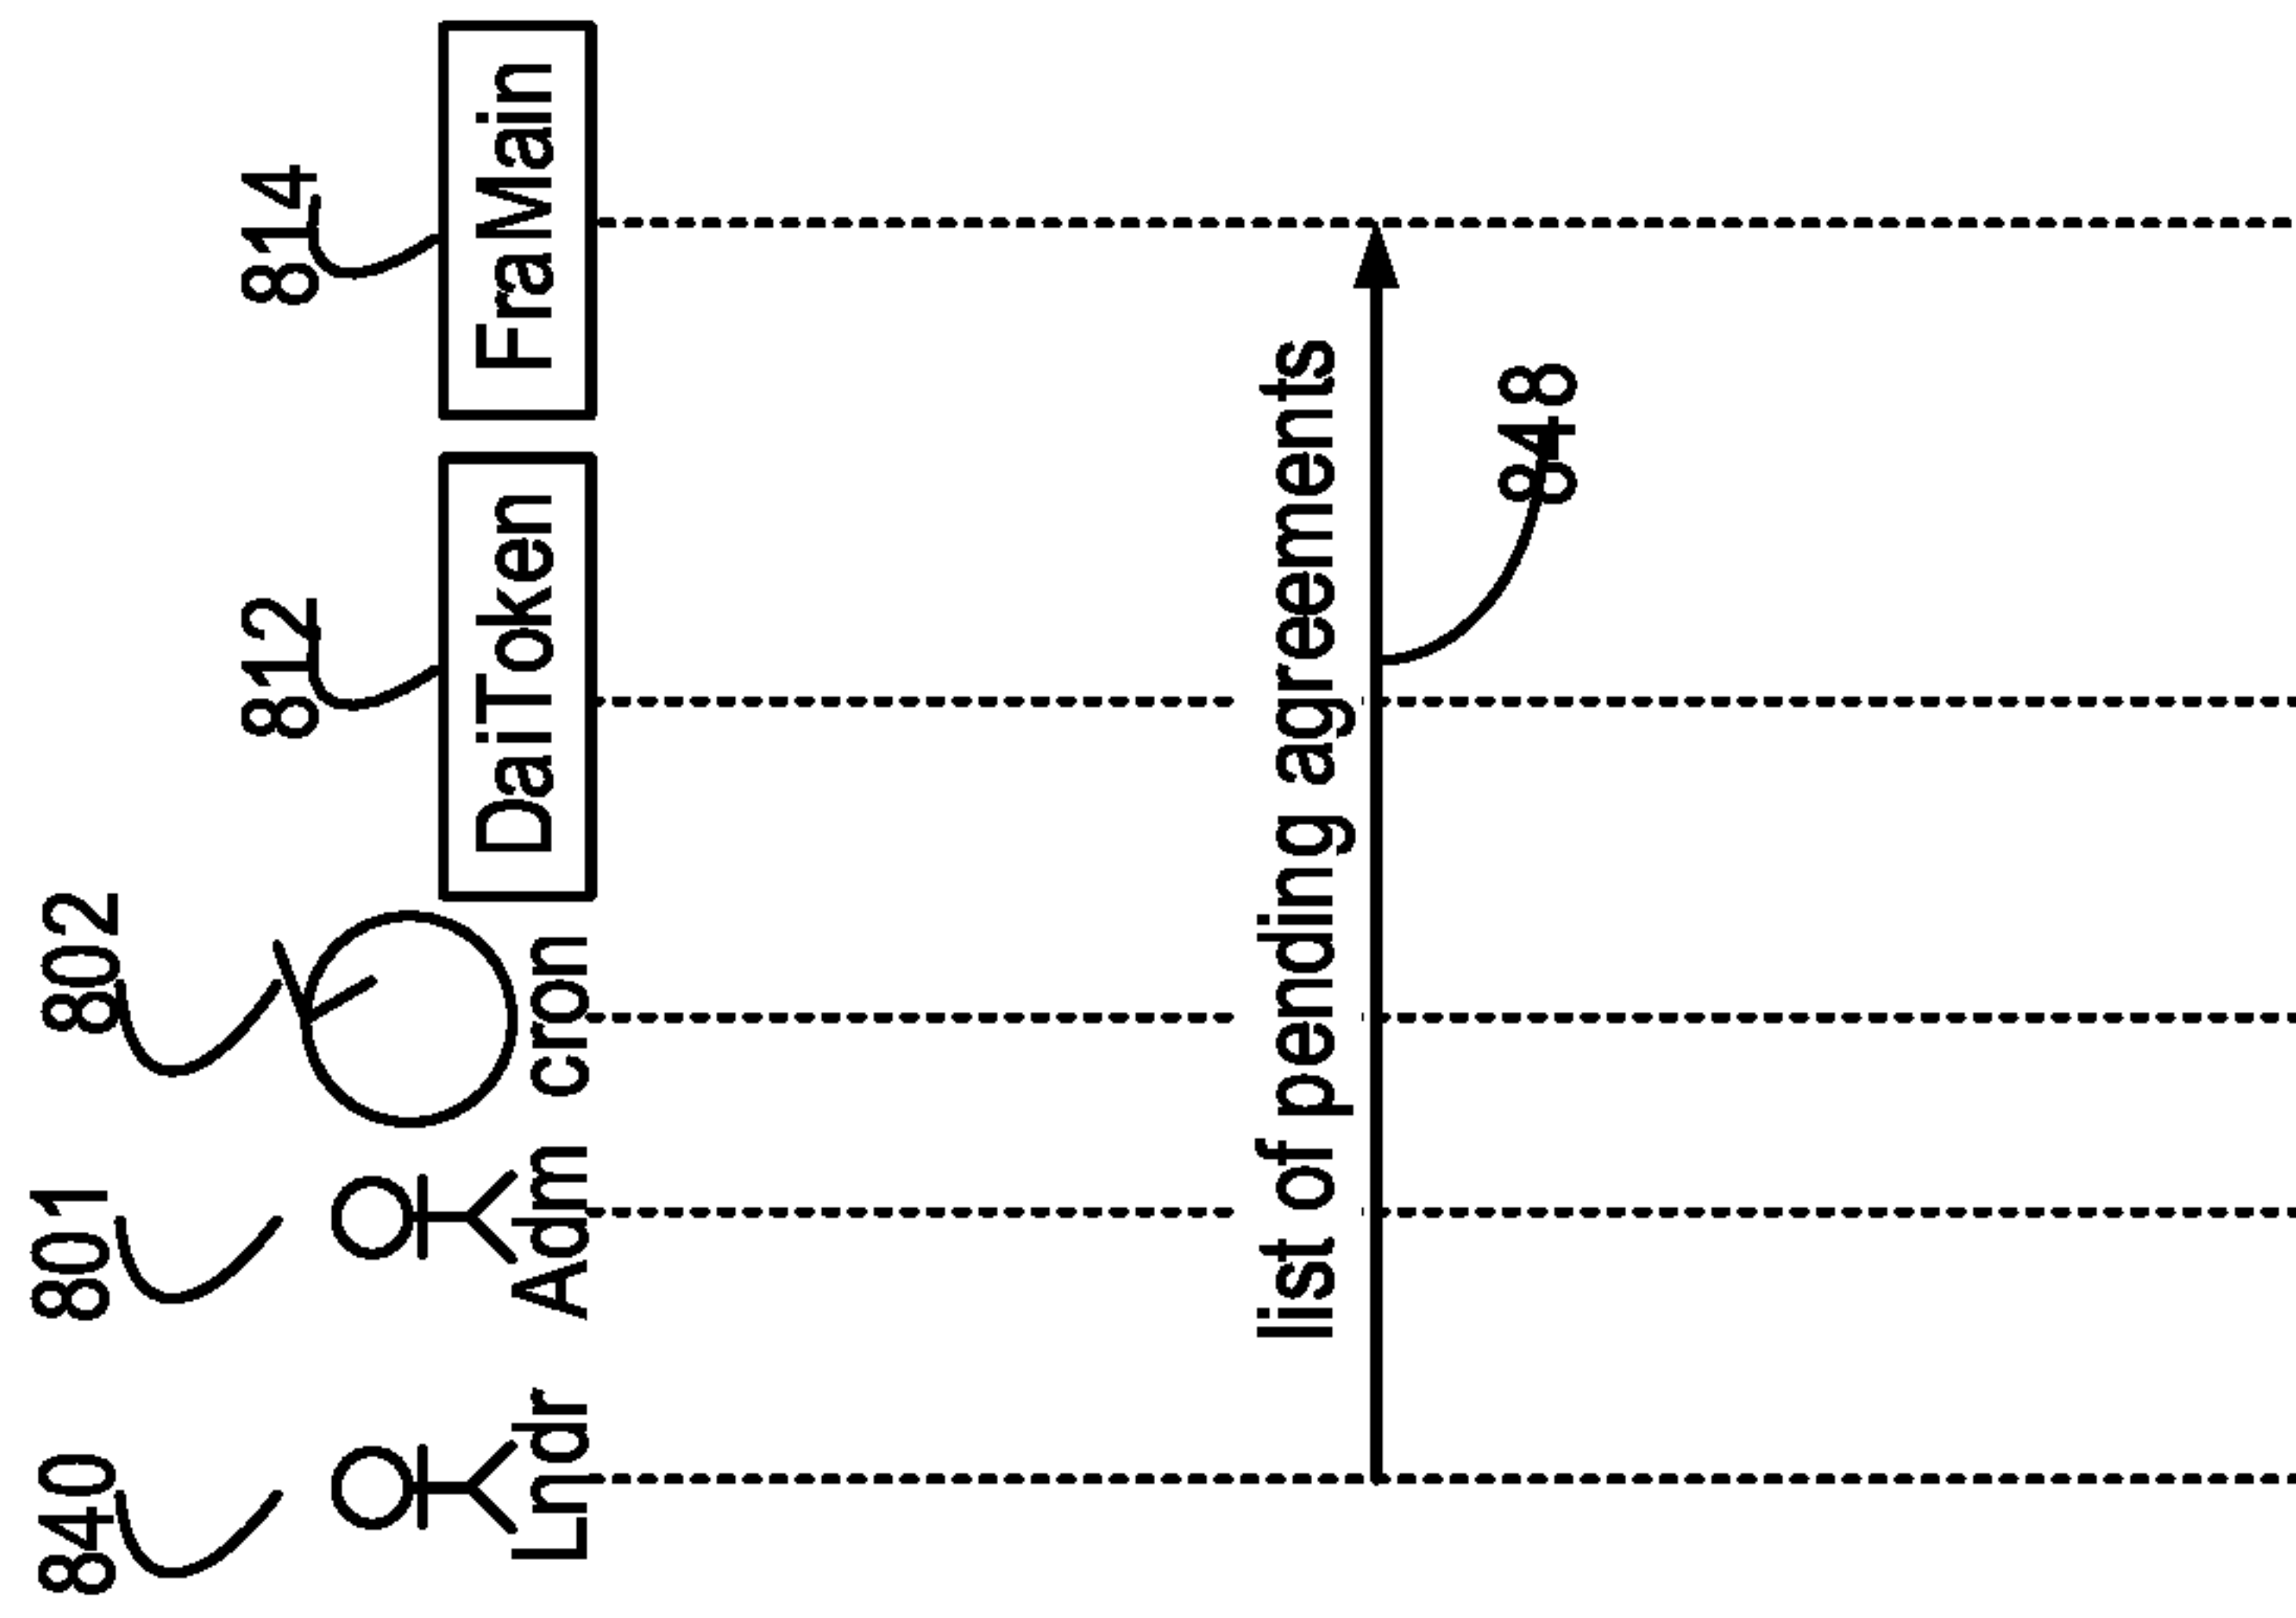 840
801
802
812
814
Lndr
Adm
cron
DaiToken
FraMain
list of pending agreements
848